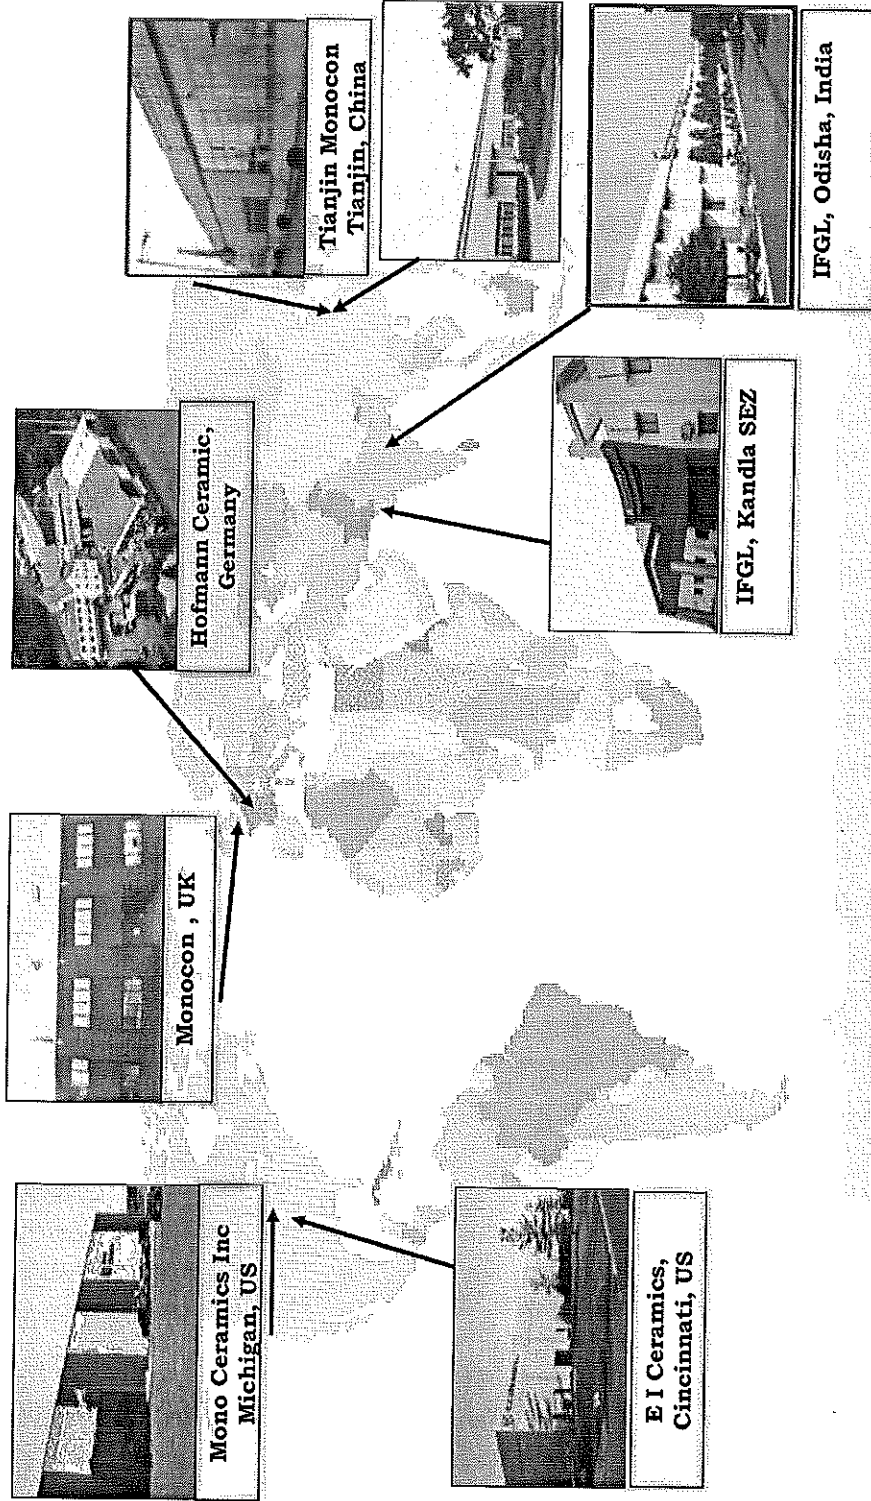 Mono Ceramics Inc
Michigan, US
Monocon , UK
Hofmann Ceramic,
Germany
Tianjin Monocon
Tianjin, China
E I Ceramics,
Cincinnati, US
IFGL, Kandla SEZ
IFGL, Odisha, India